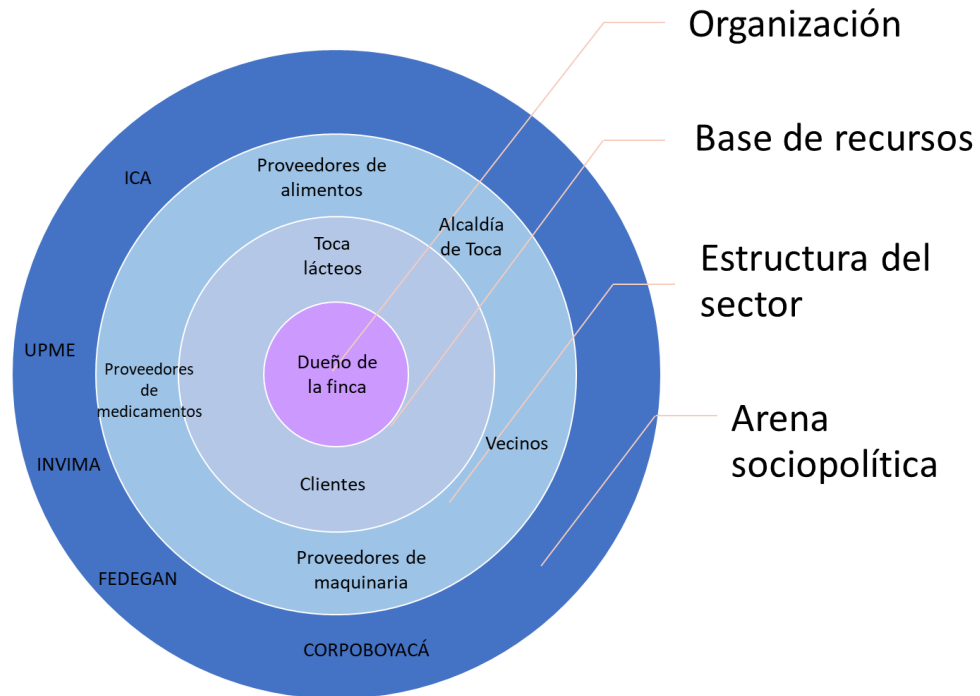 Organización
Base de recursos
Estructura del
sector
Arena
sociopolítica
Proveedores de
alimentos
ICA
Alcaldía
de Toca
Toca
lácteos
UPME
Dueño de
la finca
Proveedores
de
medicamentos
Vecinos
INVIMA
Clientes
Proveedores de
maquinaria
FEDEGAN
CORPOBOYACÁ